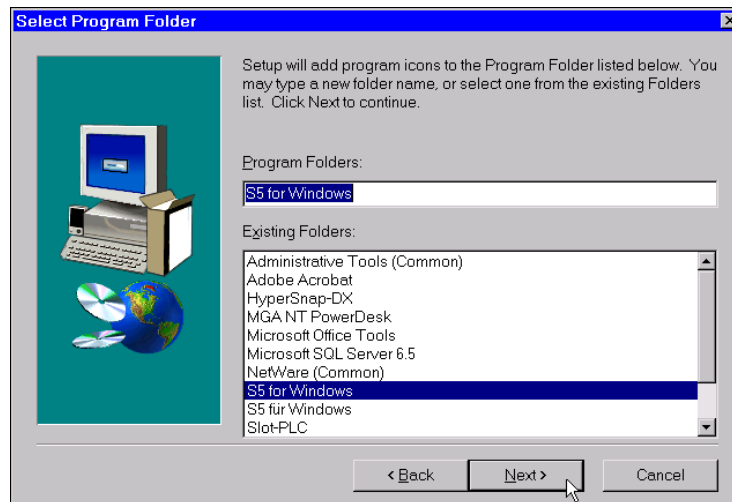 Select Program Folder
Setup will add program icons to the Program Folder listed below. You
may type a new folder name, or select one from the existing Folders
list. Click Next to continue.
Program Folders:
S5 for Windows
Existing Folders:
Administrative Tools (Common)
Adobe Acrobat
HyperSnap-DX
MGA NT PowerDesk
Microsoft Office Tools
Microsoft SQL Server 6.5
NetWare (Common)
S5 for Windows
S5 für Windows
Slot-PLC
< Back
Next >
Cancel